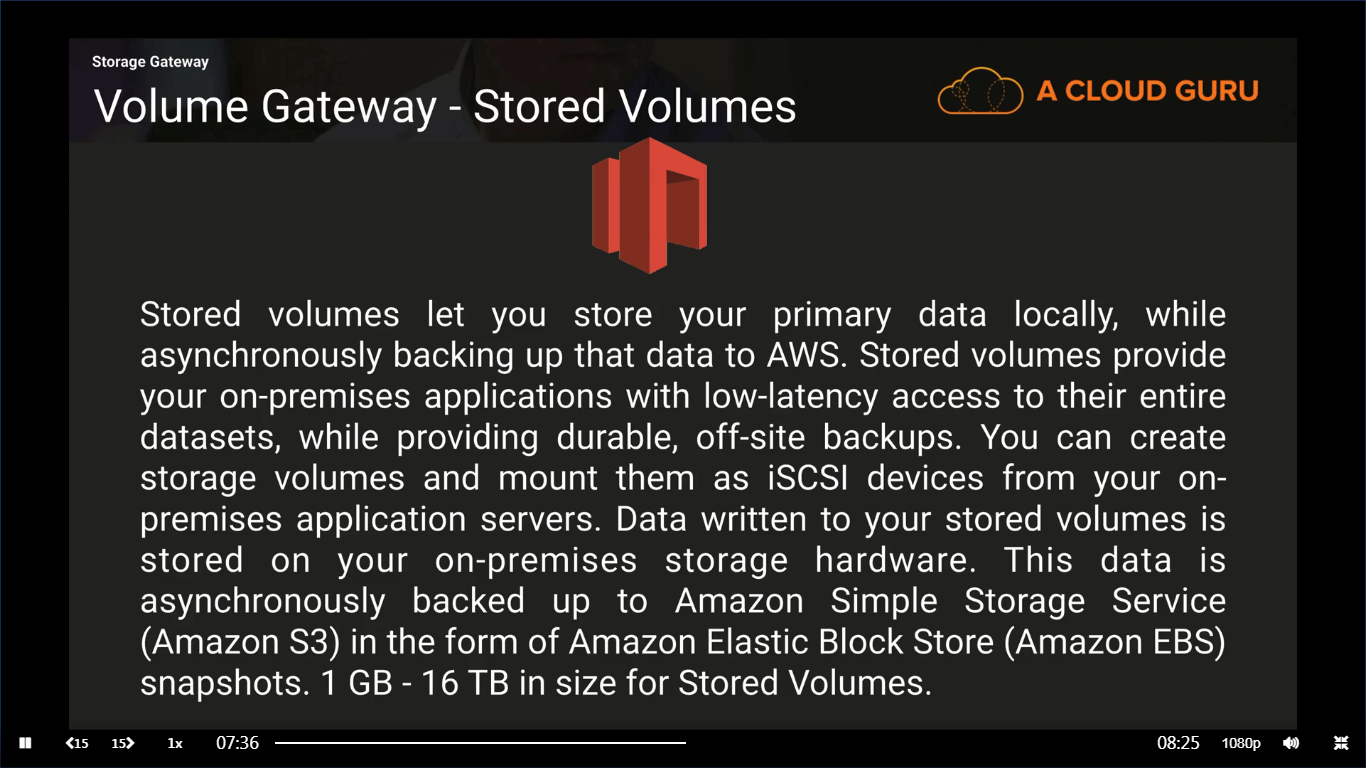 Storage Gateway
Volume Gateway - Stored Volumes
A CLOUD GURU
Stored volumes let you store your primary data locally, while
asynchronously backing up that data to AWS. Stored volumes provide
your on-premises applications with low-latency access to their entire
datasets, while providing durable, off-site backups. You can create
storage volumes and mount them as iSCSI devices from your on-
premises application servers. Data written to your stored volumes is
stored on your on-premises storage hardware. This data is
asynchronously backed up to Amazon Simple Storage Service
(Amazon S3) in the form of Amazon Elastic Block Store (Amazon EBS)
snapshots. 1 GB - 16 TB in size for Stored Volumes.
15 15 1x 07:36 08:25 1080p